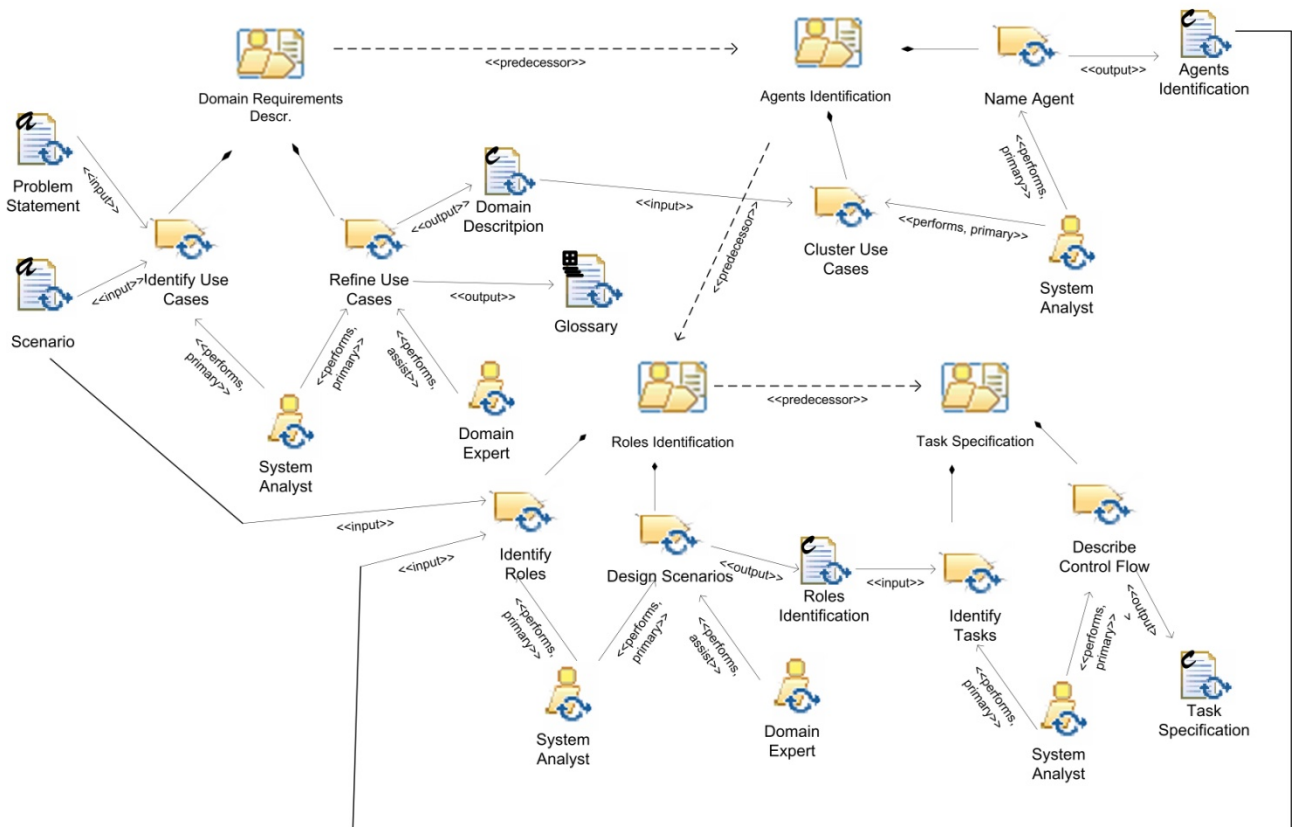 <<predecessor>>
Domain Requirements
Descr.
Agents Identification
Name Agent
<<output>>
Agents
Identification
a
Problem
Statement
<<input>>
c
c
<<output>>
Domain
Descritpion
<<input>>
<<performs,
primary>>
<<performs, primary>>
Cluster Use
Cases
<<predecessor>>
a
Scenario
<<input>>
Identify Use
Cases
Refine Use
Cases
<<output>>
Glossary
System
Analyst
<<performs,
primary>>
<<performs,
primary>>
<<performs,
assist>>
System
Analyst
Domain
Expert
Roles Identification
<<predecessor>>
Task Specification
<<input>>
<<input>>
Identify
Roles
Design Scenarios
<<output>>
c
Roles
Identification
<<input>>
Identify
Tasks
Describe
Control Flow
<<output>
<<performs,
primary>>
<<performs,
primary>>
<<performs,
assist>>
<<performs,
primary>>
<<performs,
primary>>
System
Analyst
Domain
Expert
System
Analyst
c
Task
Specification